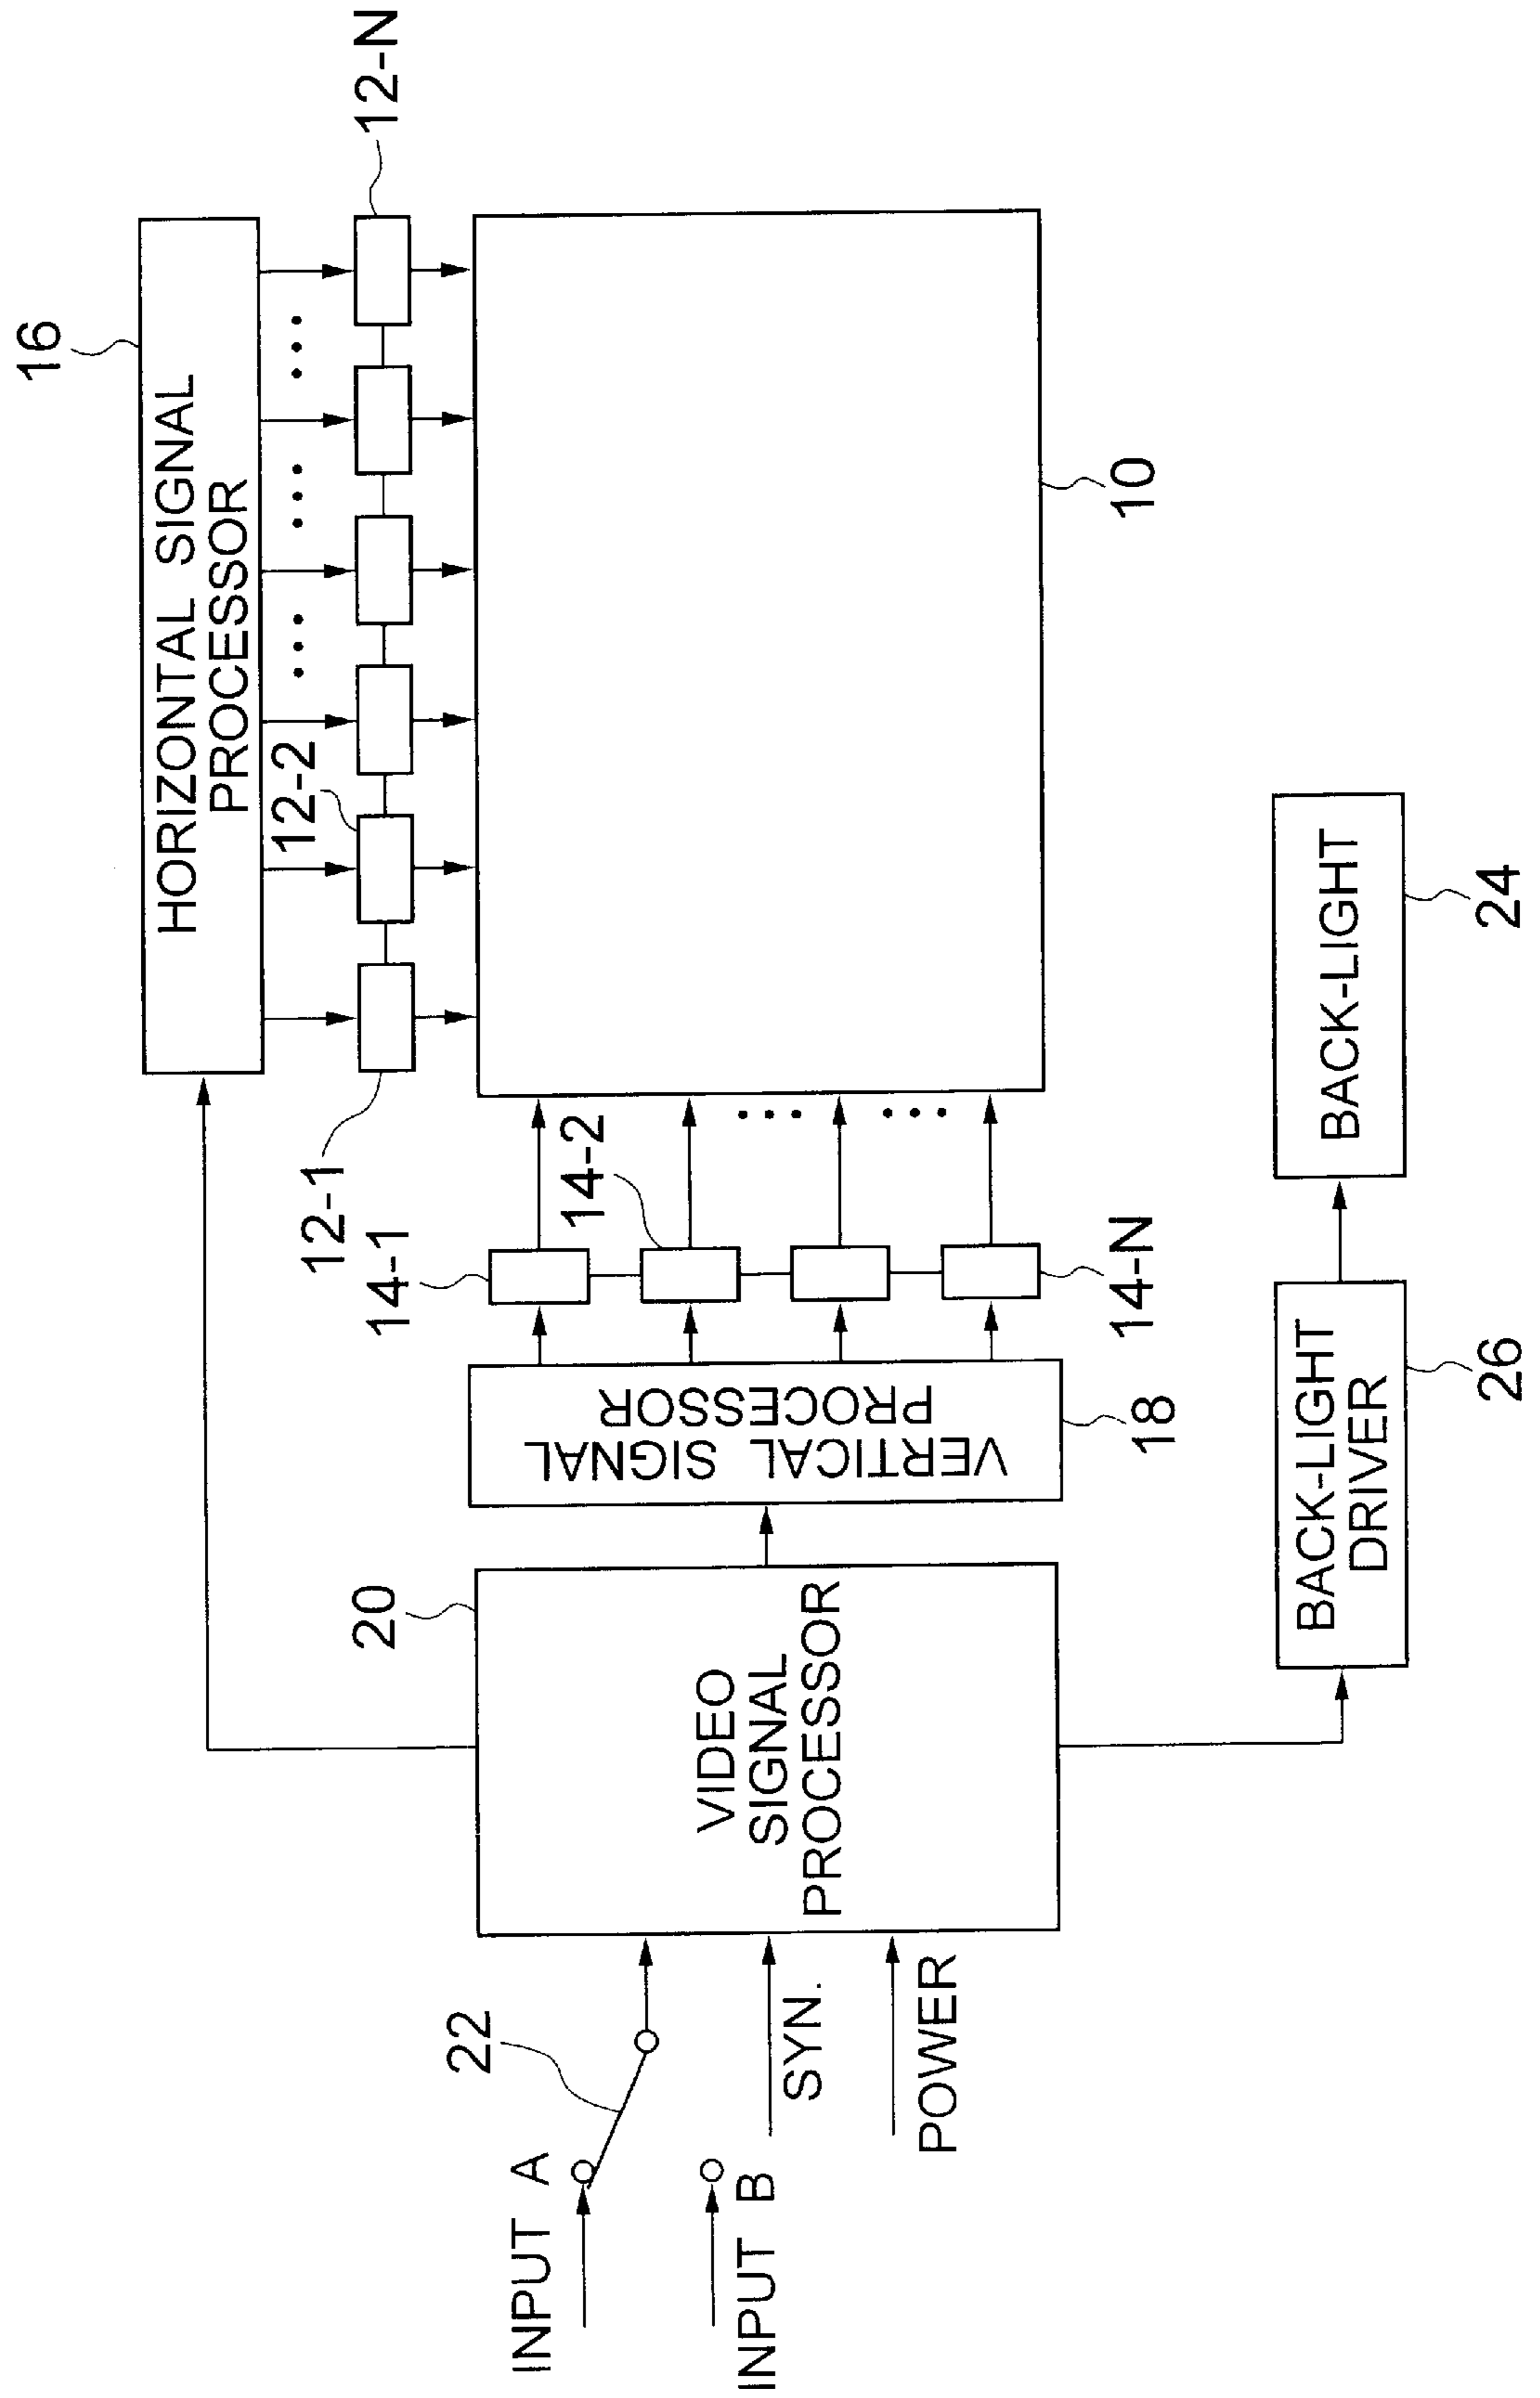 16
HORIZONTAL SIGNAL
PROCESSOR
12-1
12-2
12-N
14-1
14-2
14-N
10
20
VIDEO
SIGNAL
PROCESSOR
VERTICAL SIGNAL
PROCESSOR
18
22
INPUT A
INPUT B
SYN.
POWER
BACK-LIGHT
DRIVER
26
BACK-LIGHT
24